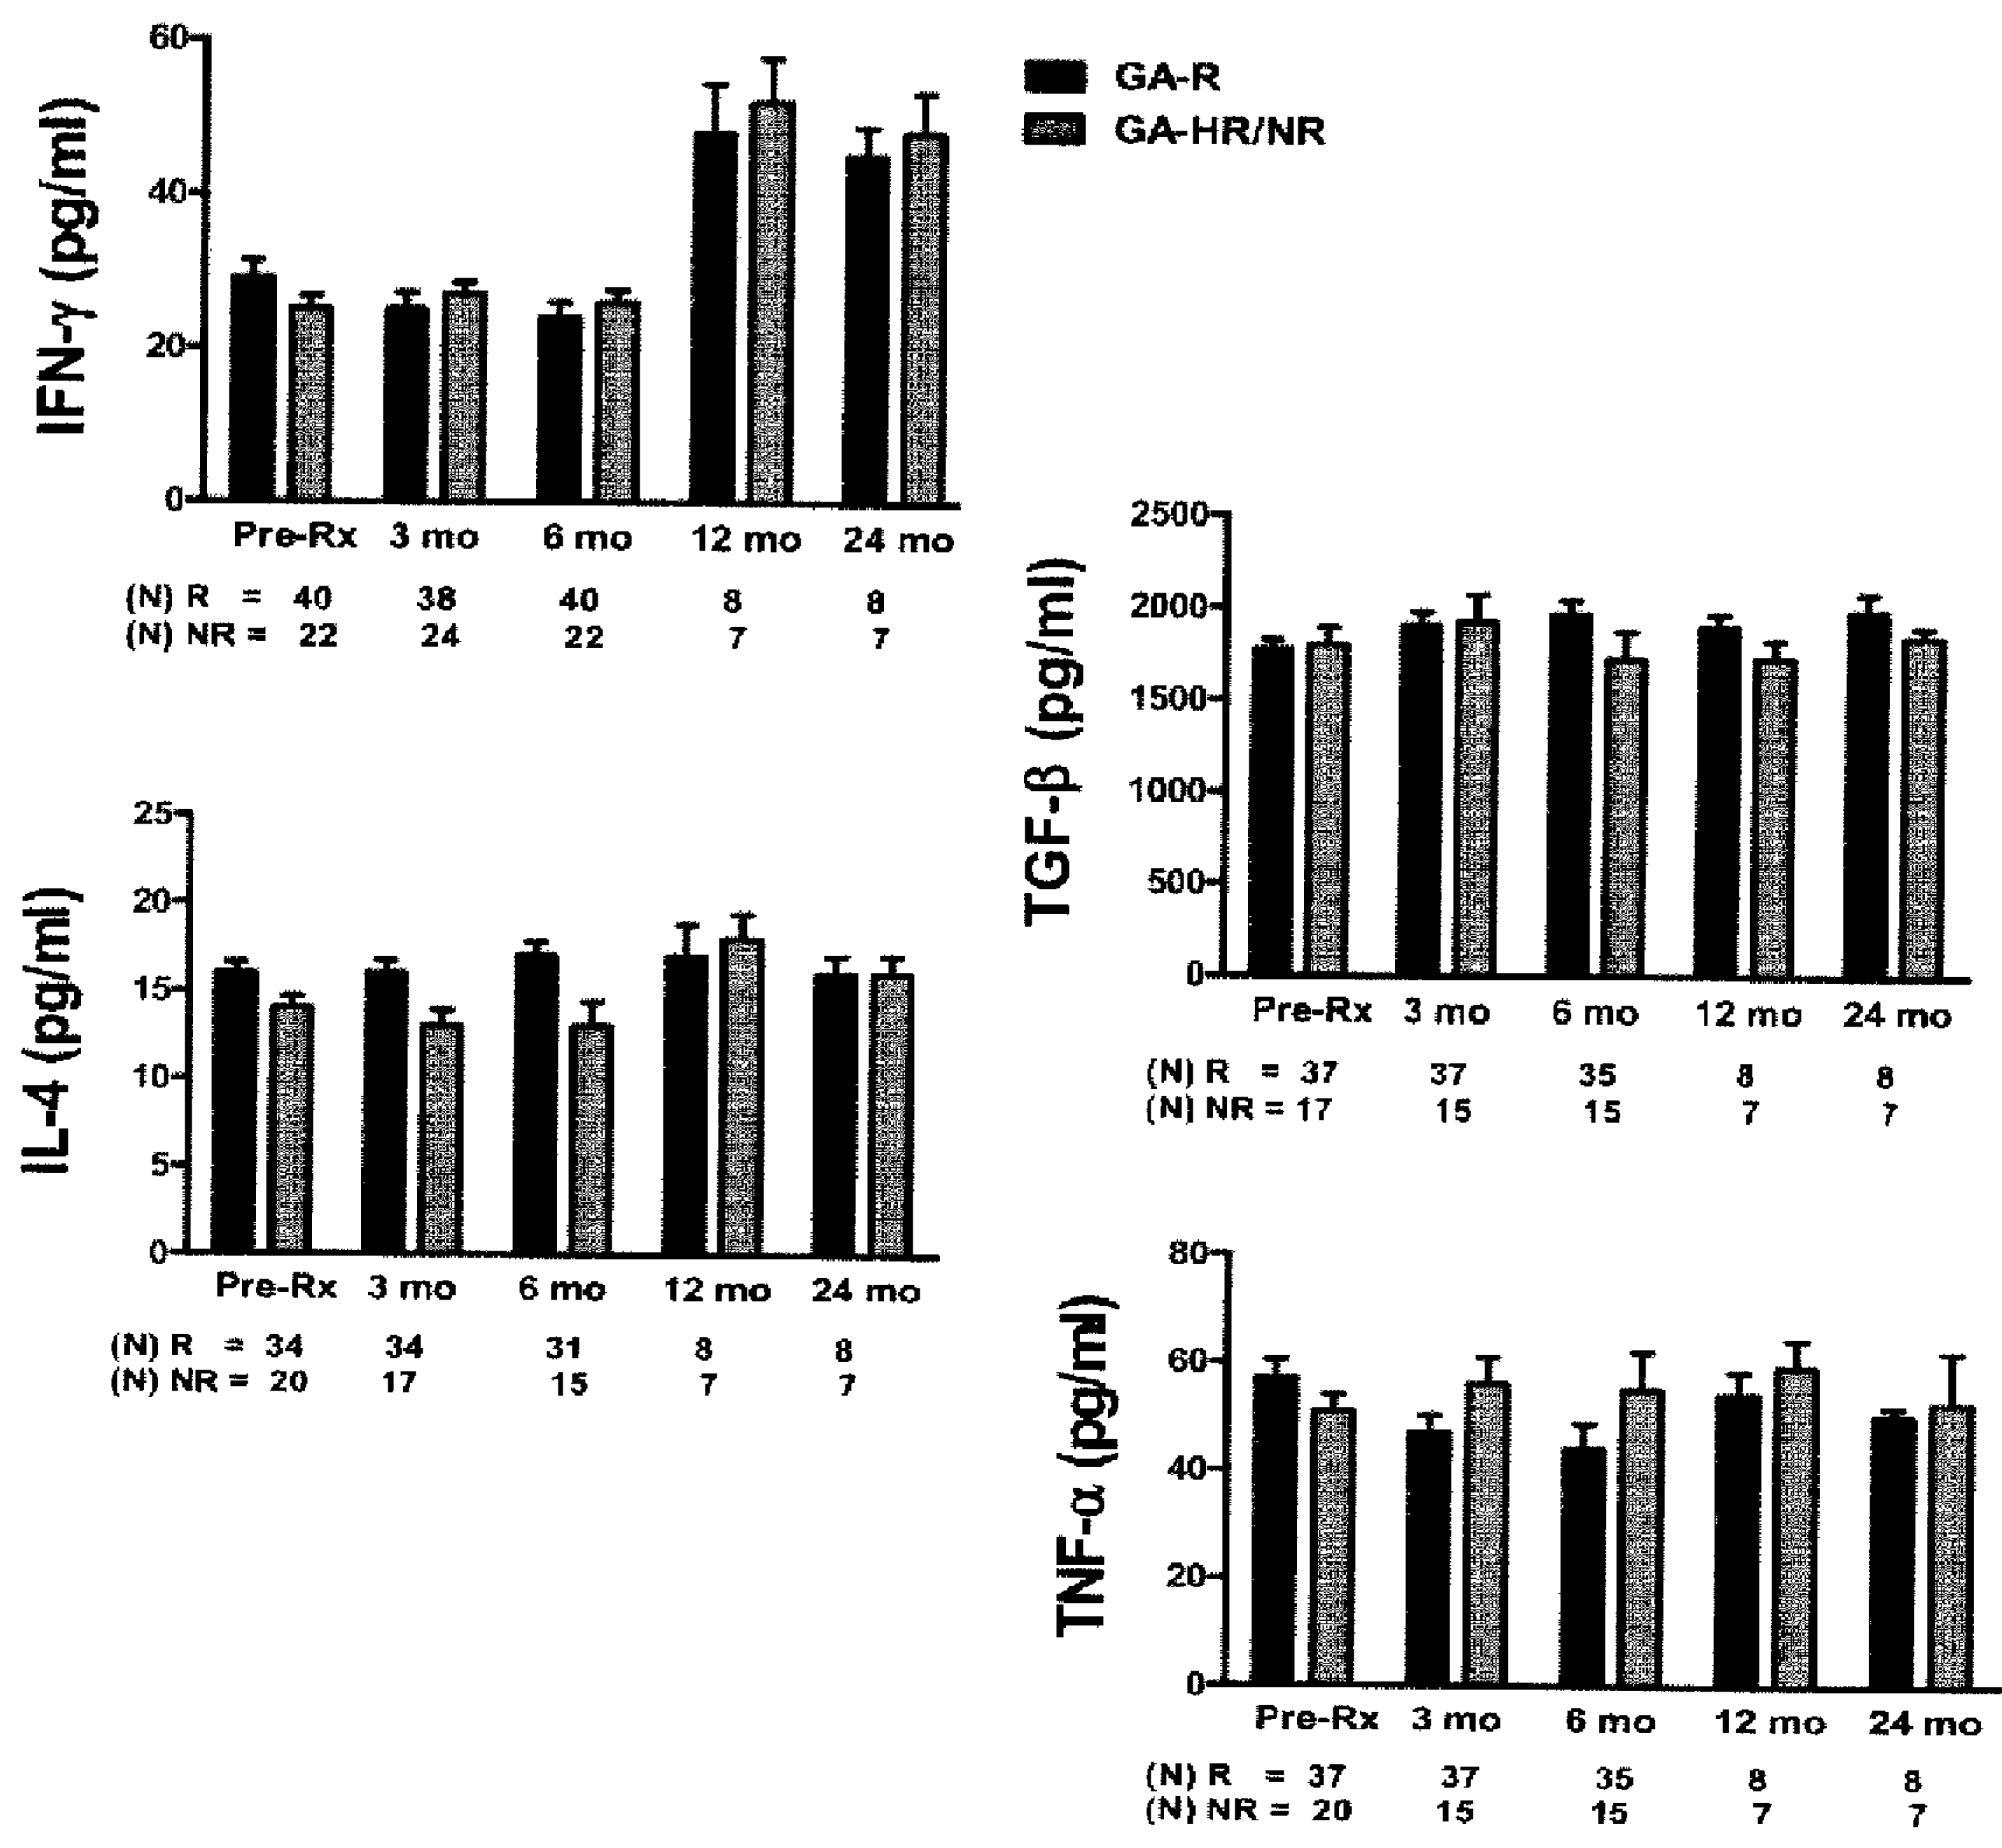 GA-R
GA-HR/NR
IFN-γ (pg/ml)
60
40
20
0
Pre-Rx 3 mo 6 mo 12 mo 24 mo
(N) R = 40 38 40 8 8
(N) NR = 22 24 22 7 7
TGF-β (pg/ml)
2500
2000
1500
1000
500
0
Pre-Rx 3 mo 6 mo 12 mo 24 mo
(N) R = 37 37 35 8 8
(N) NR = 17 15 15 7 7
IL-4 (pg/ml)
25
20
15
10
5
0
Pre-Rx 3 mo 6 mo 12 mo 24 mo
(N) R = 34 34 31 8 8
(N) NR = 20 17 15 7 7
TNF-α (pg/ml)
80
60
40
20
0
Pre-Rx 3 mo 6 mo 12 mo 24 mo
(N) R = 37 37 35 8 8
(N) NR = 20 15 15 7 7